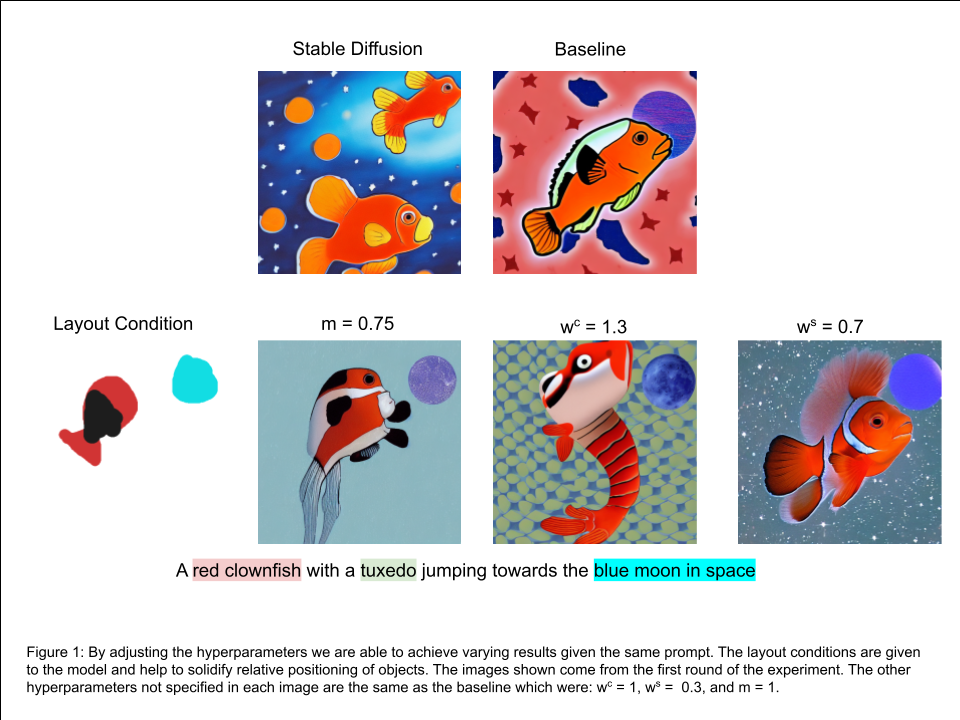 Stable Diffusion
Baseline
Layout Condition
m = 0.75
wᶜ = 1.3
wˢ = 0.7
A red clownfish with a tuxedo jumping towards the blue moon in space
Figure 1: By adjusting the hyperparameters we are able to achieve varying results given the same prompt. The layout conditions are given
to the model and help to solidify relative positioning of objects. The images shown come from the first round of the experiment. The other
hyperparameters not specified in each image are the same as the baseline which were: wᶜ = 1, wˢ = 0.3, and m = 1.